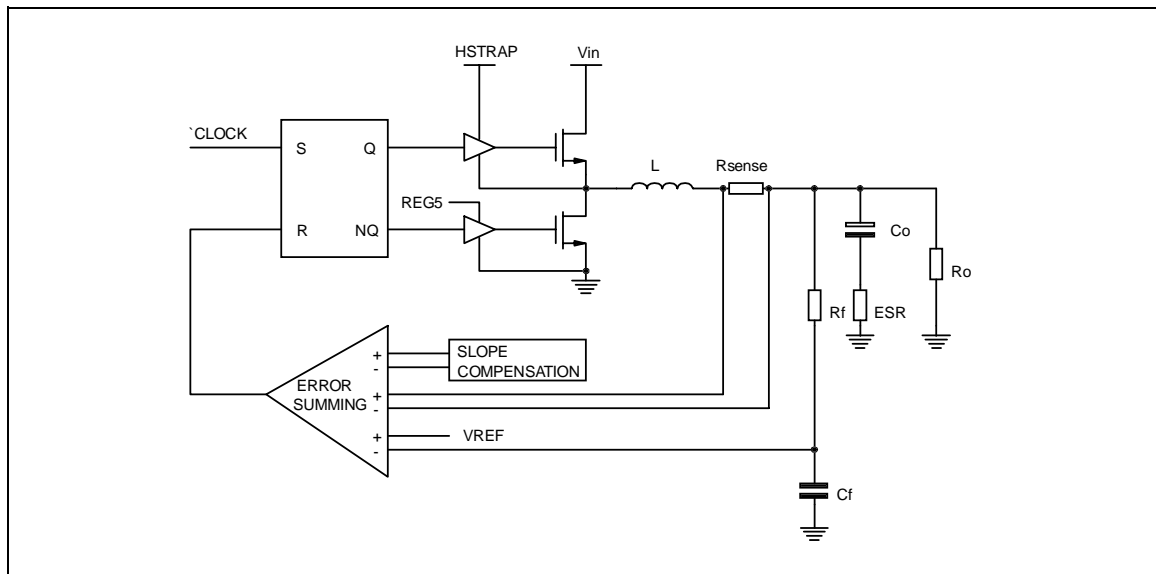 HSTRAP
Vin
`CLOCK
S
Q
L
Rsense
REG5
R
NQ
Co
Ro
Rf
ESR
+
-
SLOPE
COMPENSATION
ERROR
SUMMING
+
-
+
-
VREF
Cf